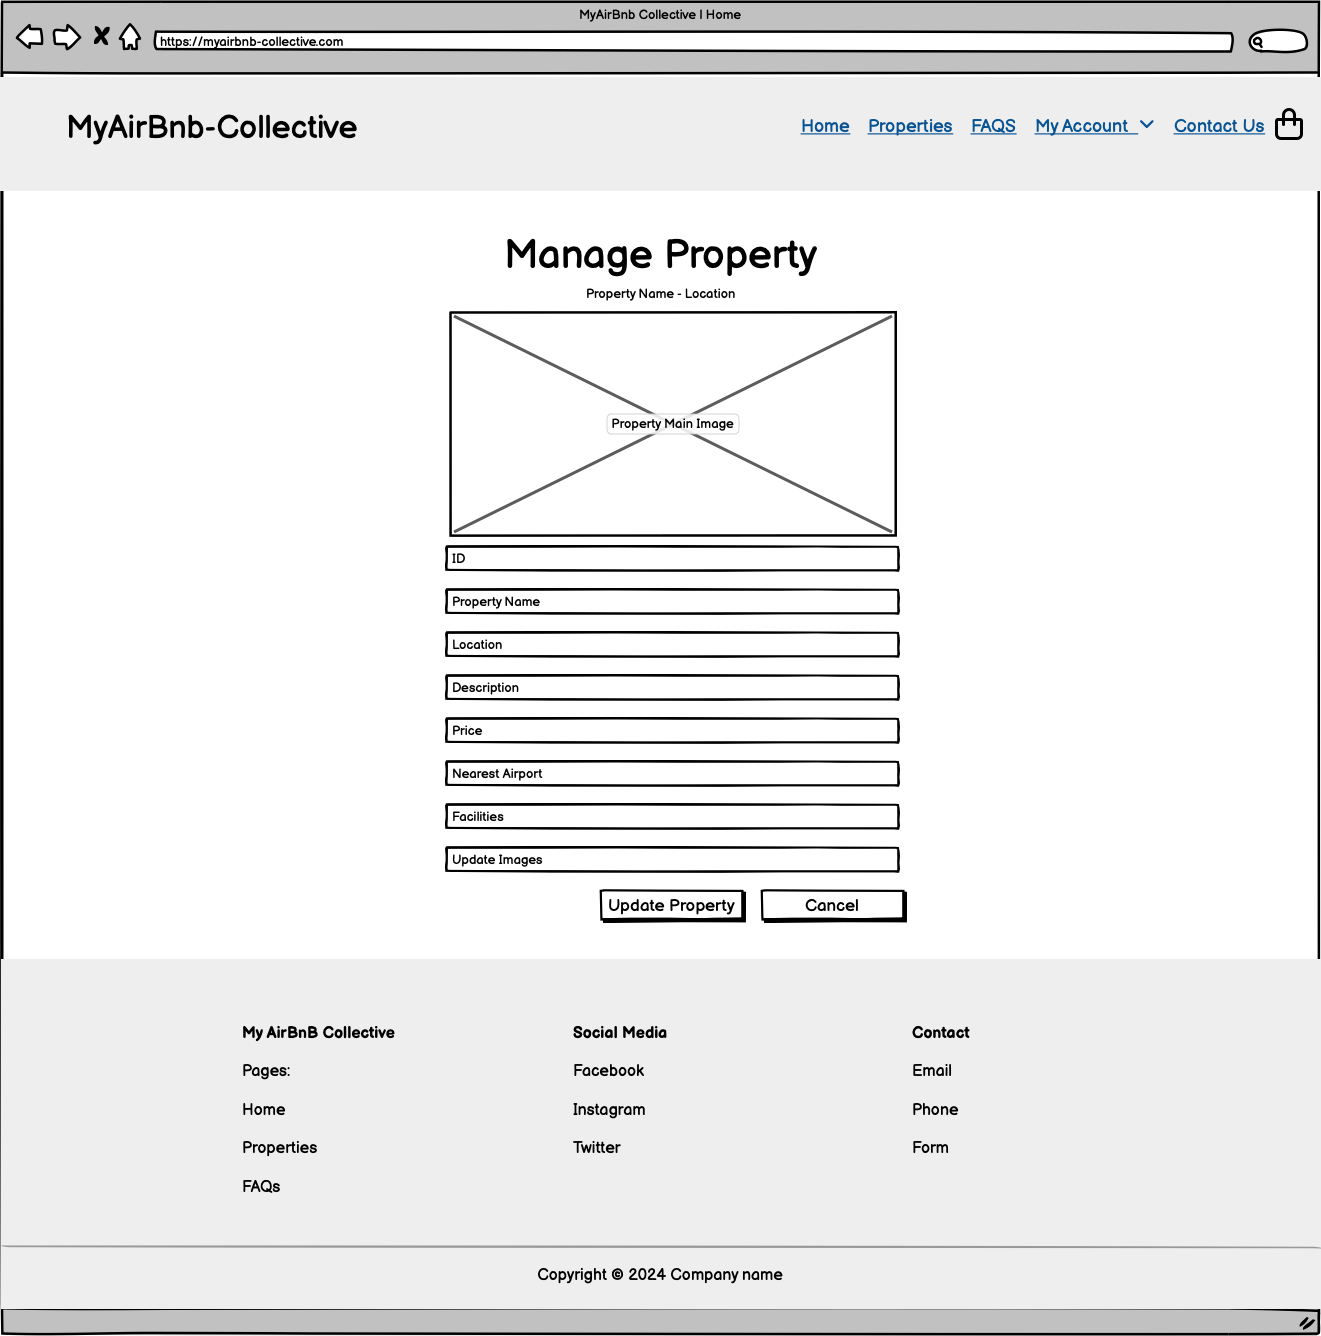 MyAirBnb Collective | Home
https://myairbnb-collective.com
MyAirBnb-Collective
Home Properties FAQS My Account Contact Us
Manage Property
Property Name - Location
Property Main Image
ID
Property Name
Location
Description
Price
Nearest Airport
Facilities
Update Images
Update Property Cancel
My AirBnB Collective
Pages:
Home
Properties
FAQs
Social Media
Facebook
Instagram
Twitter
Contact
Email
Phone
Form
Copyright © 2024 Company name